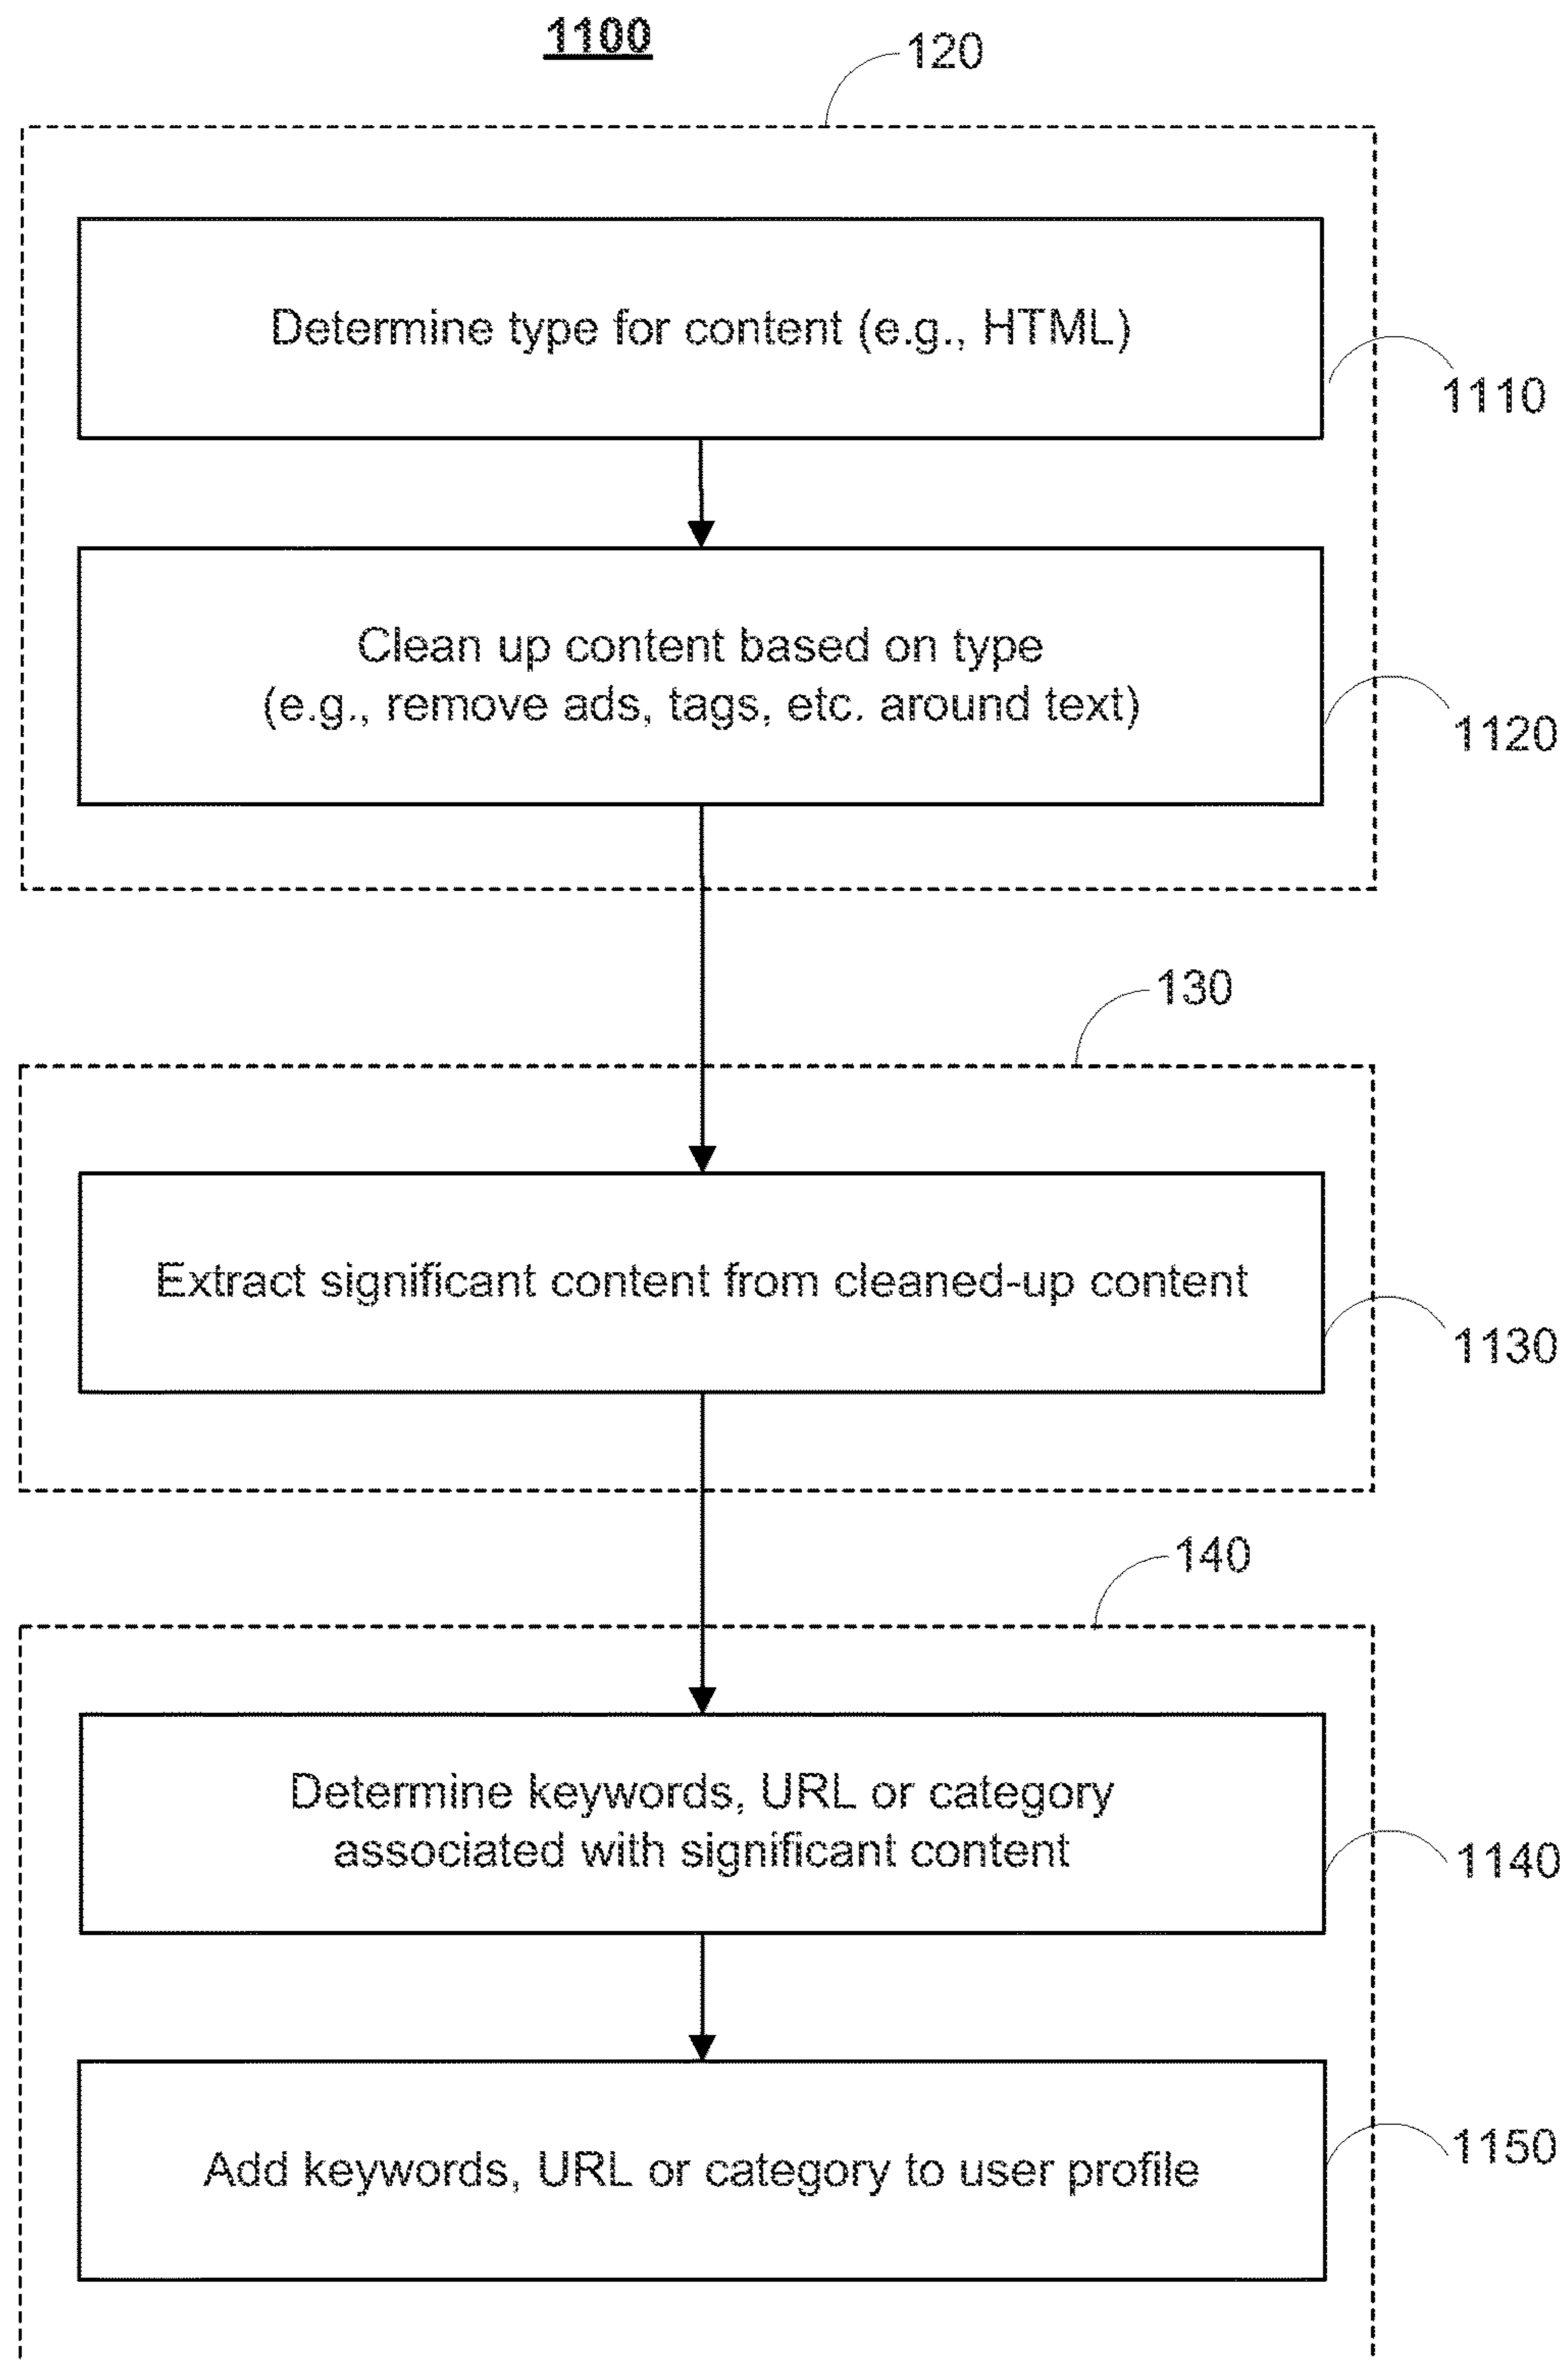 1100
120
Determine type for content (e.g., HTML)
1110
Clean up content based on type
(e.g., remove ads, tags, etc. around text)
1120
130
Extract significant content from cleaned-up content
1130
140
Determine keywords, URL or category
associated with significant content
1140
Add keywords, URL or category to user profile
1150